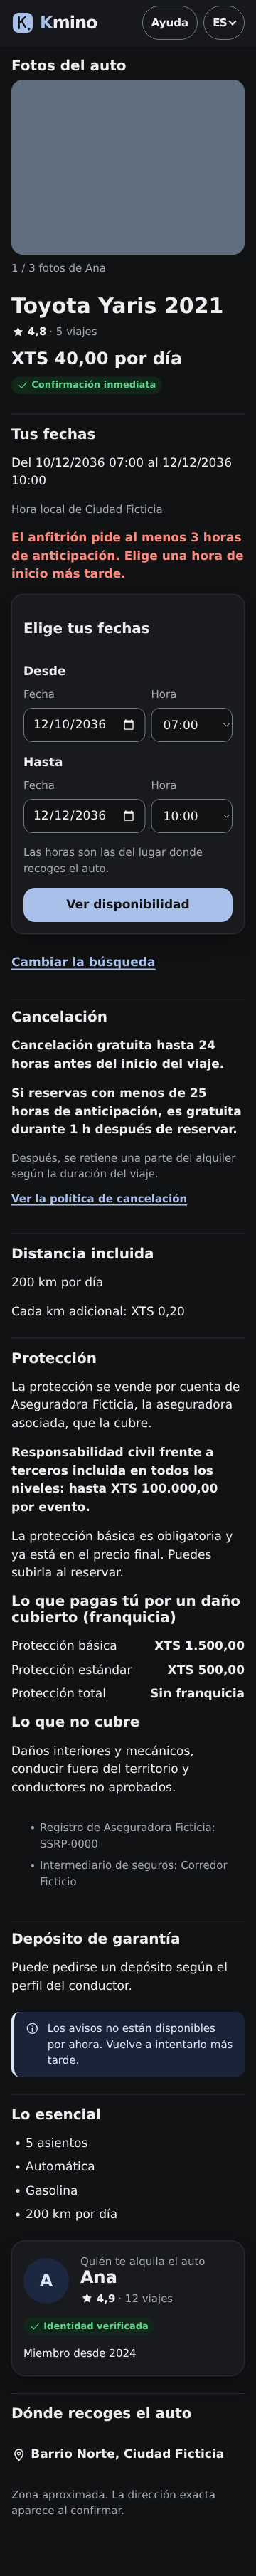 Kmino
Ayuda
ES
Fotos del auto
1 / 3 fotos de Ana
Toyota Yaris 2021
★ 4,8 · 5 viajes
XTS 40,00 por día
Confirmación inmediata
Tus fechas
Del 10/12/2036 07:00 al 12/12/2036
10:00
Hora local de Ciudad Ficticia
El anfitrión pide al menos 3 horas
de anticipación. Elige una hora de
inicio más tarde.
Elige tus fechas
Desde
Fecha
Hora
12/10/2036
07:00
Hasta
Fecha
Hora
12/12/2036
10:00
Las horas son las del lugar donde
recoges el auto.
Ver disponibilidad
Cambiar la búsqueda
Cancelación
Cancelación gratuita hasta 24
horas antes del inicio del viaje.
Si reservas con menos de 25
horas de anticipación, es gratuita
durante 1 h después de reservar.
Después, se retiene una parte del alquiler
según la duración del viaje.
Ver la política de cancelación
Distancia incluida
200 km por día
Cada km adicional: XTS 0,20
Protección
La protección se vende por cuenta de
Aseguradora Ficticia, la aseguradora
asociada, que la cubre.
Responsabilidad civil frente a
terceros incluida en todos los
niveles: hasta XTS 100.000,00
por evento.
La protección básica es obligatoria y
ya está en el precio final. Puedes
subirla al reservar.
Lo que pagas tú por un daño
cubierto (franquicia)
Protección básica XTS 1.500,00
Protección estándar XTS 500,00
Protección total Sin franquicia
Lo que no cubre
Daños interiores y mecánicos,
conducir fuera del territorio y
conductores no aprobados.
• Registro de Aseguradora Ficticia:
SSRP-0000
• Intermediario de seguros: Corredor
Ficticio
Depósito de garantía
Puede pedirse un depósito según el
perfil del conductor.
Los avisos no están disponibles
por ahora. Vuelve a intentarlo más
tarde.
Lo esencial
• 5 asientos
• Automática
• Gasolina
• 200 km por día
A
Quién te alquila el auto
Ana
★ 4,9 · 12 viajes
Identidad verificada
Miembro desde 2024
Dónde recoges el auto
Barrio Norte, Ciudad Ficticia
Zona aproximada. La dirección exacta
aparece al confirmar.